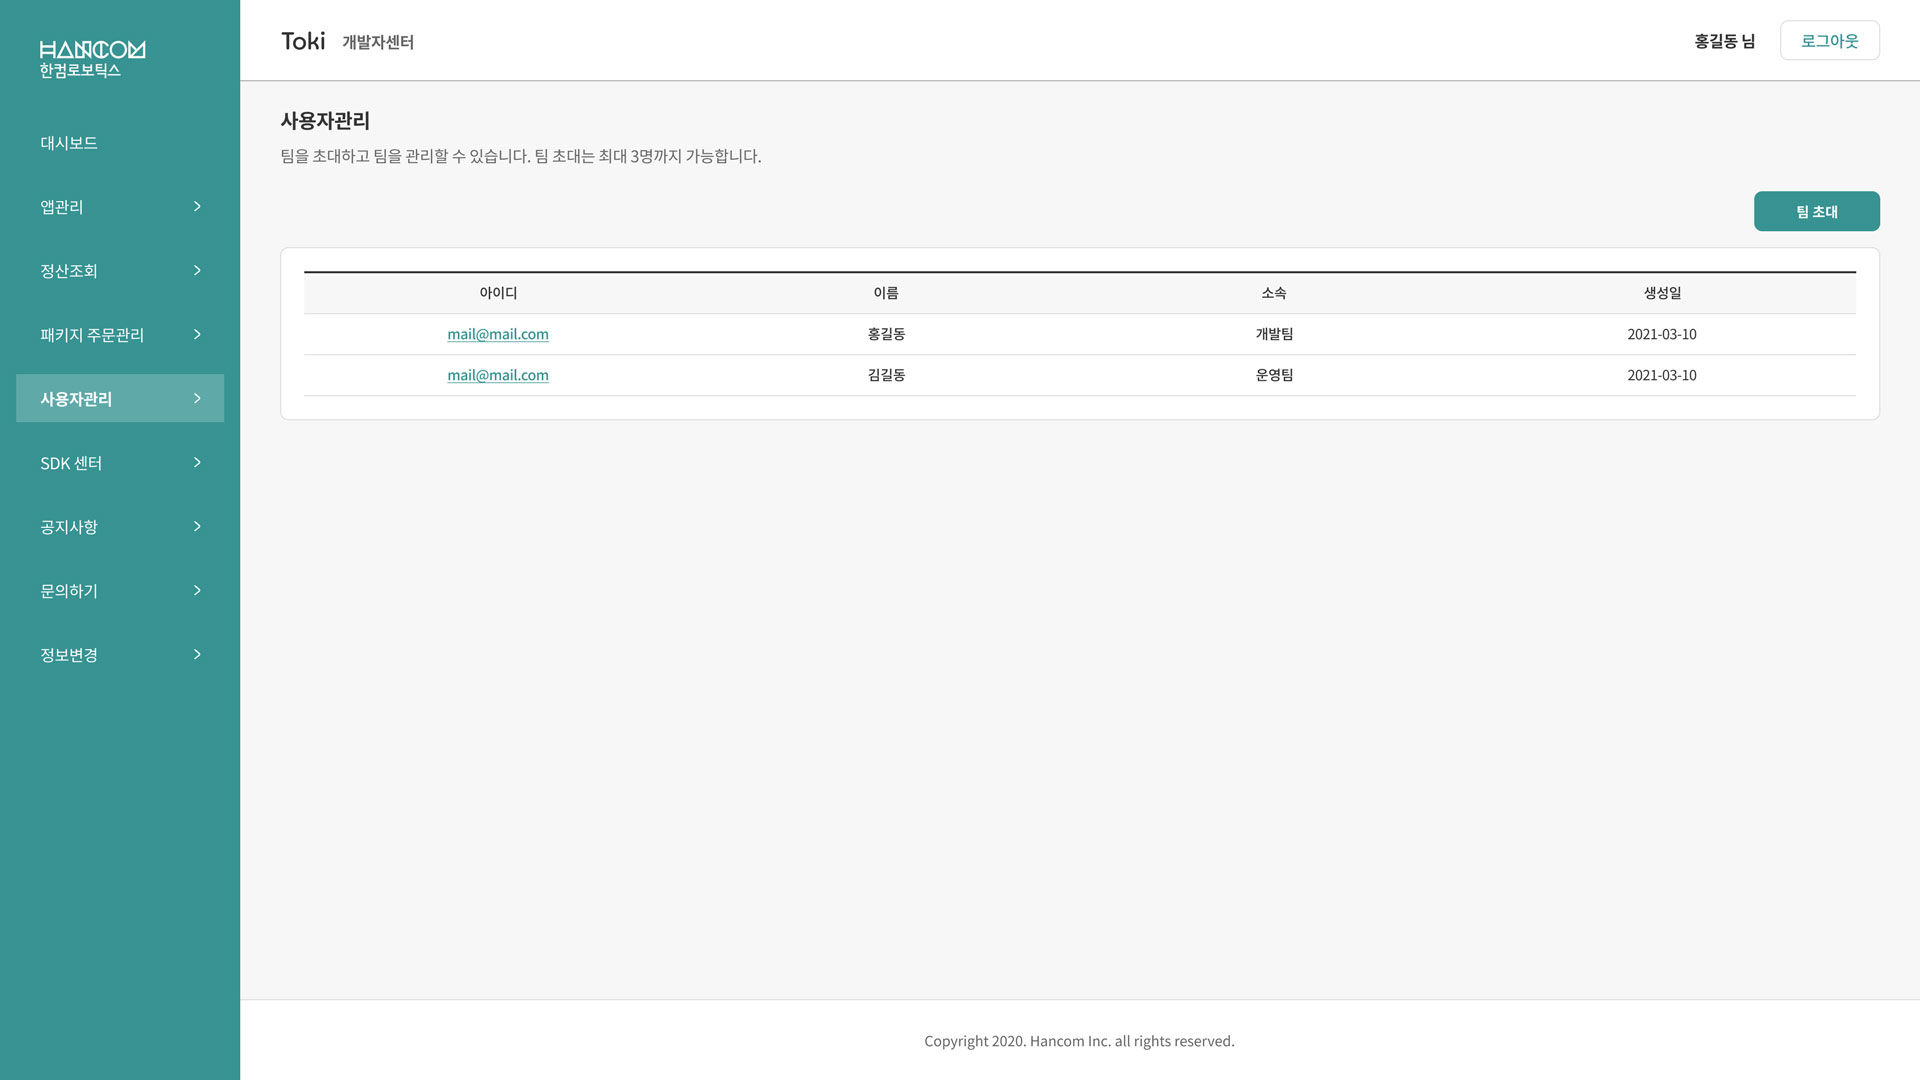 HANCOM
한컴로보틱스
대시보드
앱관리
정산조회
패키지 주문관리
사용자관리
SDK 센터
공지사항
문의하기
정보변경
Toki 개발자센터
홍길동 님
로그아웃
사용자관리
팀을 초대하고 팀을 관리할 수 있습니다. 팀 초대는 최대 3명까지 가능합니다.
팀 초대
아이디 이름 소속 생성일
mail@mail.com 홍길동 개발팀 2021-03-10
mail@mail.com 김길동 운영팀 2021-03-10
Copyright 2020. Hancom Inc. all rights reserved.